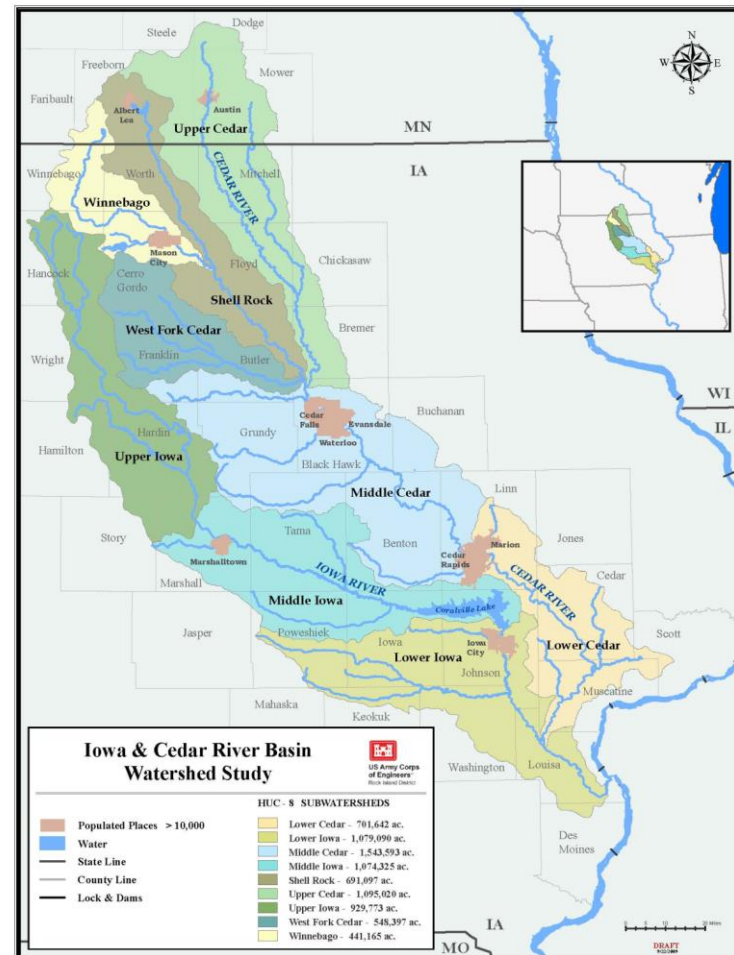 Dodge
Steele
N
W E
S
Freeborn
Mower
Faribault
Albert
Lea
Austin
Upper Cedar
MN
IA
Winnebago
Worth
Mitchell
CEDAR RIVER
Winnebago
Mason
City
Hancock
Cerro
Gordo
Floyd
Chickasaw
Shell Rock
West Fork Cedar
Bremer
Wright
Franklin
Butler
WI
IL
Cedar
Falls
Evansdale
Buchanan
Grundy
Waterloo
Hamilton
Hardin
Upper Iowa
Black Hawk
Middle Cedar
Linn
Story
Tama
Benton
Marion
Jones
Cedar
Rapids
Marshalltown
IOWA RIVER
CEDAR RIVER
Cedar
Marshall
Middle Iowa
Coralville Lake
Jasper
Poweshiek
Iowa
Iowa
City
Scott
Lower Iowa
Johnson
Lower Cedar
Muscatine
Mahaska
Keokuk
Washington
Louisa
Des
Moines
IA
MO
Iowa & Cedar River Basin
Watershed Study
US Army Corps
of Engineers
Rock Island District
Populated Places > 10,000
Water
State Line
County Line
Lock & Dams
HUC - 8 SUBWATERSHEDS
Lower Cedar - 701,642 ac.
Lower Iowa - 1,079,090 ac.
Middle Cedar - 1,543,593 ac.
Middle Iowa - 1,074,325 ac.
Shell Rock - 691,097 ac.
Upper Cedar - 1,095,020 ac.
Upper Iowa - 929,773 ac.
West Fork Cedar - 548,397 ac.
Winnebago - 441,165 ac.
20 Miles
DRAFT